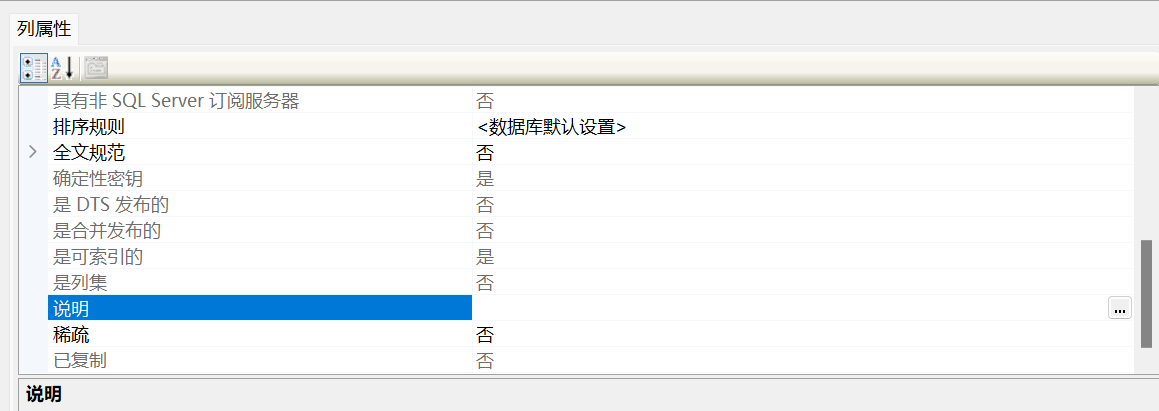 列属性
具有非 SQL Server 订阅服务器 否
排序规则 <数据库默认设置>
全文规范 否
确定性密钥 是
是 DTS 发布的 否
是合并发布的 否
是可索引的 是
是列集 否
说明 ...
稀疏 否
已复制 否
说明